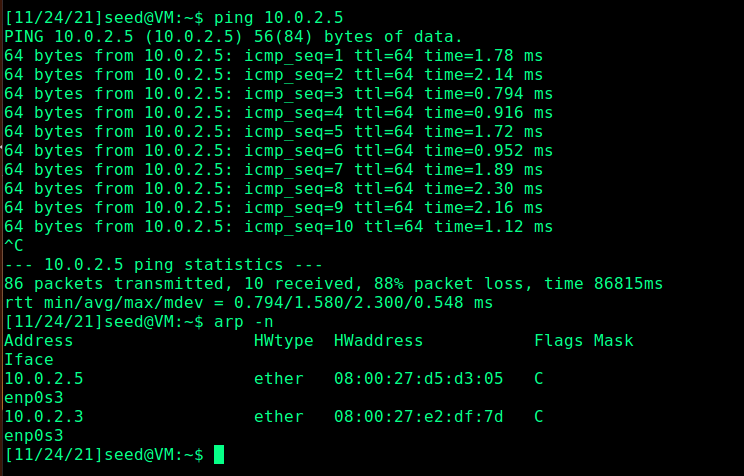 [11/24/21]seed@VM:~$ ping 10.0.2.5
PING 10.0.2.5 (10.0.2.5) 56(84) bytes of data.
64 bytes from 10.0.2.5: icmp_seq=1 ttl=64 time=1.78 ms
64 bytes from 10.0.2.5: icmp_seq=2 ttl=64 time=2.14 ms
64 bytes from 10.0.2.5: icmp_seq=3 ttl=64 time=0.794 ms
64 bytes from 10.0.2.5: icmp_seq=4 ttl=64 time=0.916 ms
64 bytes from 10.0.2.5: icmp_seq=5 ttl=64 time=1.72 ms
64 bytes from 10.0.2.5: icmp_seq=6 ttl=64 time=0.952 ms
64 bytes from 10.0.2.5: icmp_seq=7 ttl=64 time=1.89 ms
64 bytes from 10.0.2.5: icmp_seq=8 ttl=64 time=2.30 ms
64 bytes from 10.0.2.5: icmp_seq=9 ttl=64 time=2.16 ms
64 bytes from 10.0.2.5: icmp_seq=10 ttl=64 time=1.12 ms
^C
--- 10.0.2.5 ping statistics ---
86 packets transmitted, 10 received, 88% packet loss, time 86815ms
rtt min/avg/max/mdev = 0.794/1.580/2.300/0.548 ms
[11/24/21]seed@VM:~$ arp -n
Address                  HWtype  HWaddress           Flags Mask
Iface
10.0.2.5                 ether   08:00:27:d5:d3:05   C
enp0s3
10.0.2.3                 ether   08:00:27:e2:df:7d   C
enp0s3
[11/24/21]seed@VM:~$